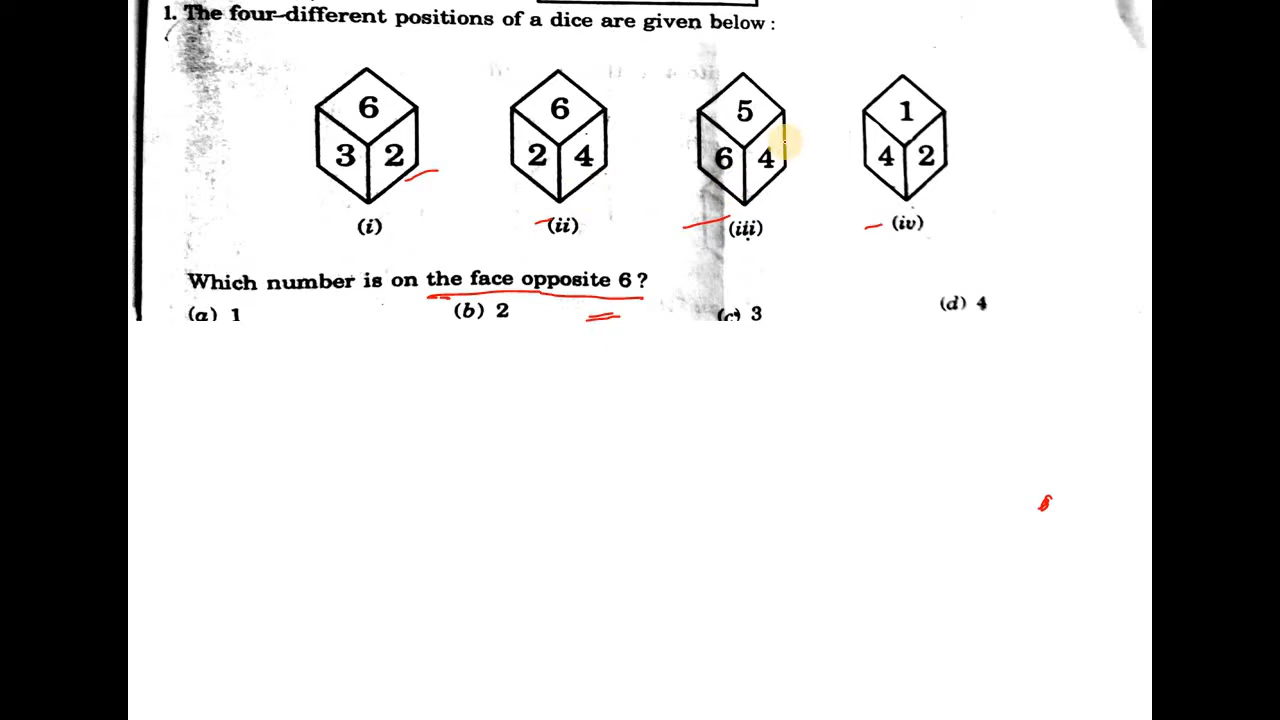 1. The four-different positions of a dice are given below :
6 6 5 1
3 2 2 4 6 4 4 2
(i) (ii) (iii) (iv)
Which number is on the face opposite 6 ?
(a) 1 (b) 2 (c) 3 (d) 4